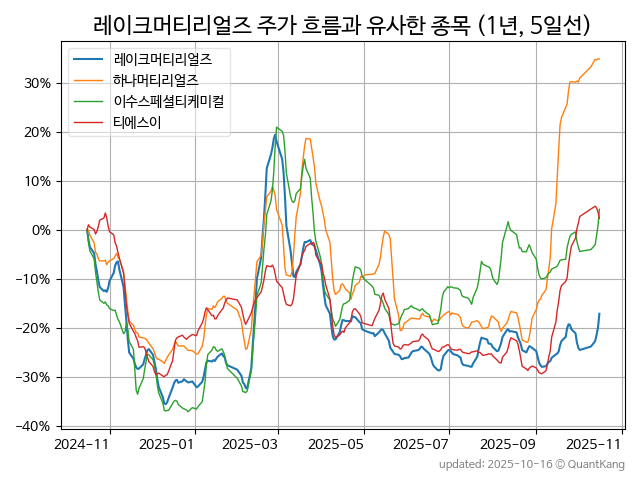 레이크머티리얼즈 주가 흐름과 유사한 종목 (1년, 5일선)
레이크머티리얼즈
하나머티리얼즈
이수스페셜티케미컬
티에스이
30%
20%
10%
0%
−10%
−20%
−30%
−40%
2024-11 2025-01 2025-03 2025-05 2025-07 2025-09 2025-11
updated: 2025-10-16 © QuantKang